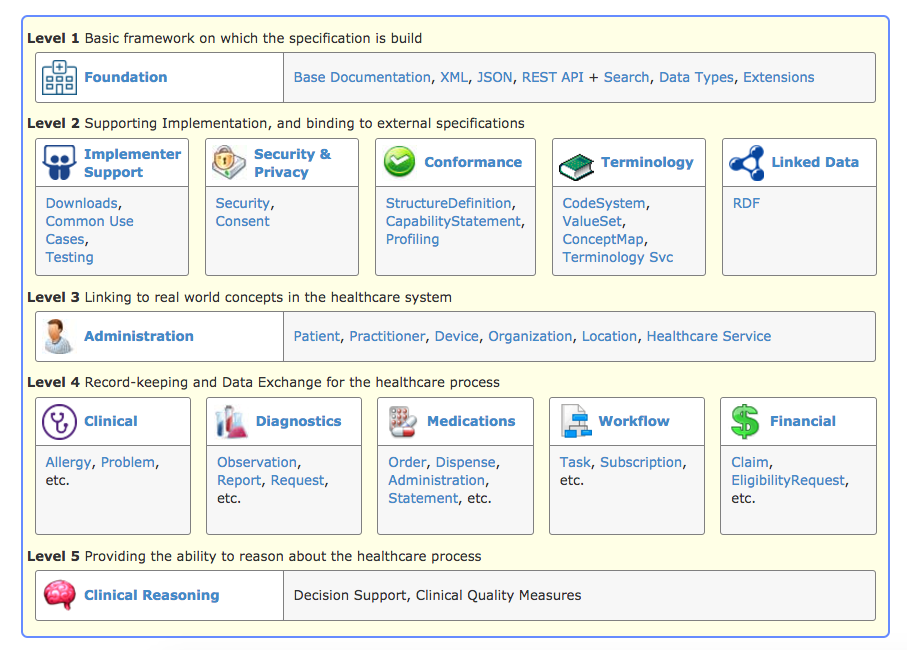 Level 1 Basic framework on which the specification is build
Foundation
Base Documentation, XML, JSON, REST API + Search, Data Types, Extensions
Level 2 Supporting Implementation, and binding to external specifications
Implementer
Support
Downloads,
Common Use
Cases,
Testing
Security &
Privacy
Security,
Consent
Conformance
StructureDefinition,
CapabilityStatement,
Profiling
Terminology
CodeSystem,
ValueSet,
ConceptMap,
Terminology Svc
Linked Data
RDF
Level 3 Linking to real world concepts in the healthcare system
Administration
Patient, Practitioner, Device, Organization, Location, Healthcare Service
Level 4 Record-keeping and Data Exchange for the healthcare process
Clinical
Allergy, Problem,
etc.
Diagnostics
Observation,
Report, Request,
etc.
Medications
Order, Dispense,
Administration,
Statement, etc.
Workflow
Task, Subscription,
etc.
Financial
Claim,
EligibilityRequest,
etc.
Level 5 Providing the ability to reason about the healthcare process
Clinical Reasoning
Decision Support, Clinical Quality Measures